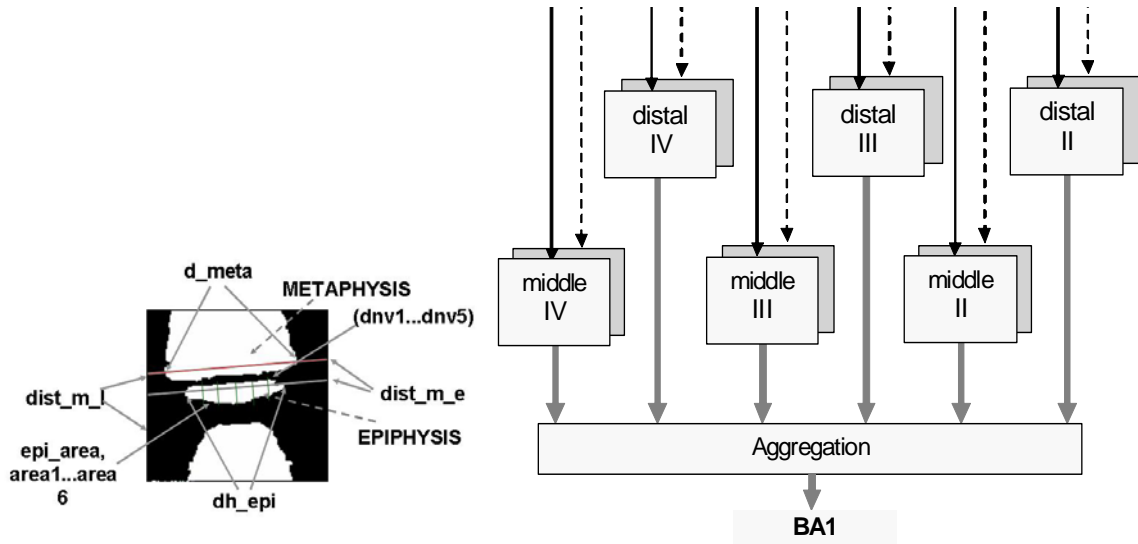 d_meta
METAPHYSIS
(dnv1...dnv5)
dist_m_l
dist_m_e
EPIPHYSIS
epi_area,
area1...area
6
dh_epi
distal
IV
distal
III
distal
II
middle
IV
middle
III
middle
II
Aggregation
BA1